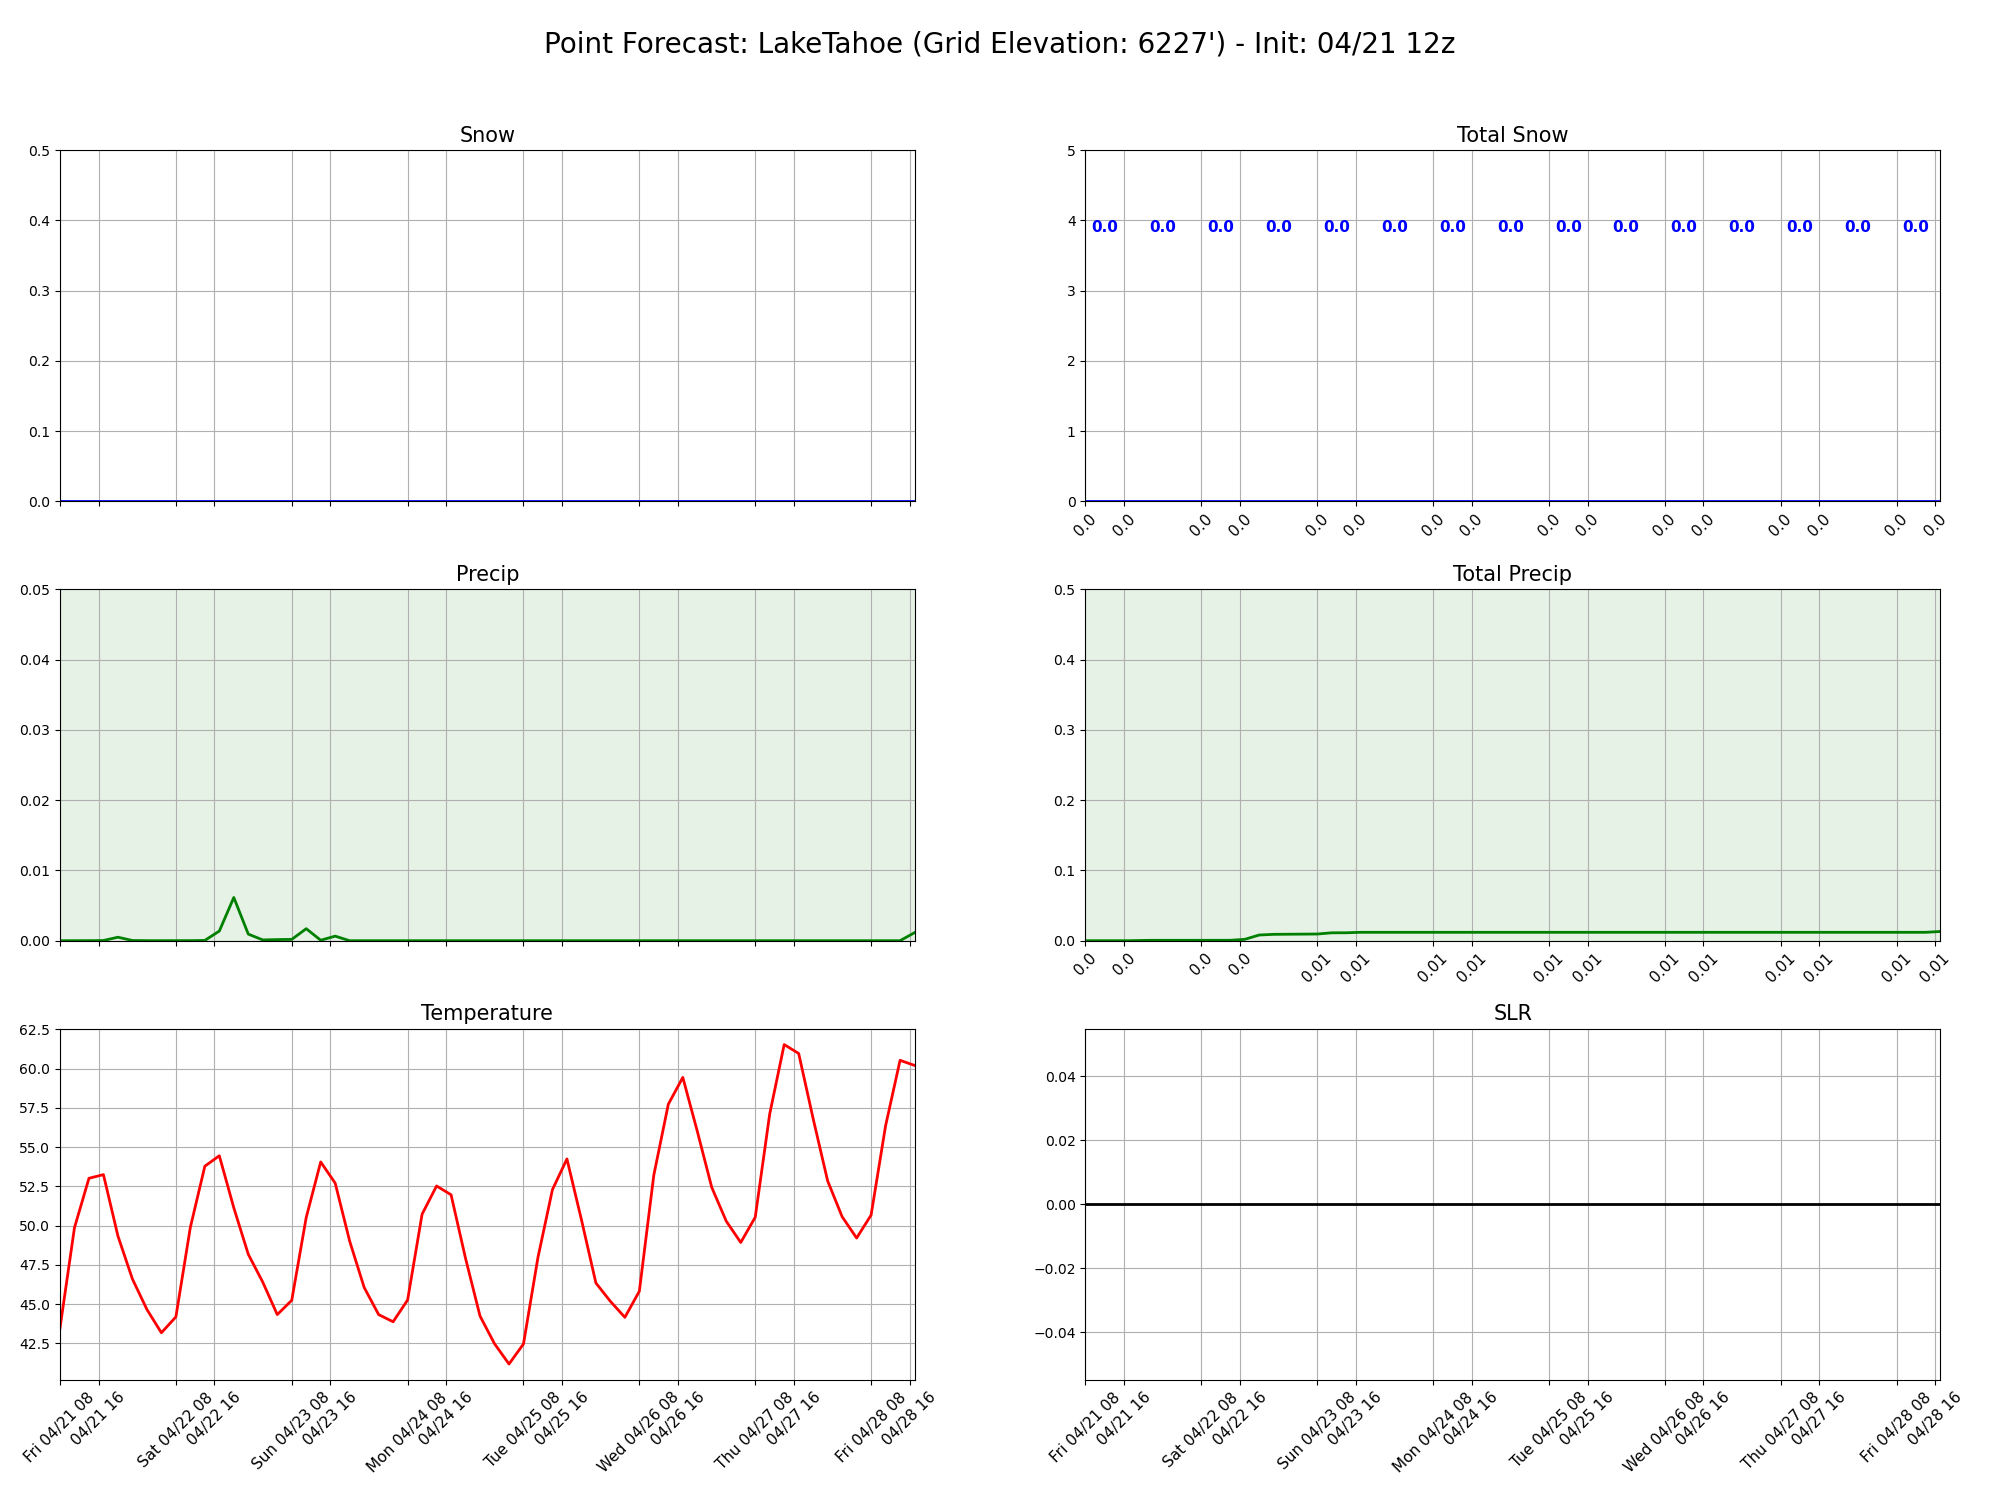 Point Forecast: LakeTahoe (Grid Elevation: 6227') - Init: 04/21 12z
Snow
0.5
0.4
0.3
0.2
0.1
0.0
Total Snow
5
4
3
2
1
0
0.0 0.0 0.0 0.0 0.0 0.0 0.0 0.0 0.0 0.0 0.0 0.0 0.0 0.0 0.0
0.0 0.0 0.0 0.0 0.0 0.0 0.0 0.0 0.0 0.0 0.0 0.0 0.0 0.0 0.0 0.0
Precip
0.05
0.04
0.03
0.02
0.01
0.00
Total Precip
0.5
0.4
0.3
0.2
0.1
0.0
0.0 0.0 0.0 0.0 0.01 0.01 0.01 0.01 0.01 0.01 0.01 0.01 0.01 0.01 0.01 0.01
Temperature
62.5
60.0
57.5
55.0
52.5
50.0
47.5
45.0
42.5
Fri 04/21 08
04/21 16
Sat 04/22 08
04/22 16
Sun 04/23 08
04/23 16
Mon 04/24 08
04/24 16
Tue 04/25 08
04/25 16
Wed 04/26 08
04/26 16
Thu 04/27 08
04/27 16
Fri 04/28 08
04/28 16
SLR
0.04
0.02
0.00
−0.02
−0.04
Fri 04/21 08
04/21 16
Sat 04/22 08
04/22 16
Sun 04/23 08
04/23 16
Mon 04/24 08
04/24 16
Tue 04/25 08
04/25 16
Wed 04/26 08
04/26 16
Thu 04/27 08
04/27 16
Fri 04/28 08
04/28 16